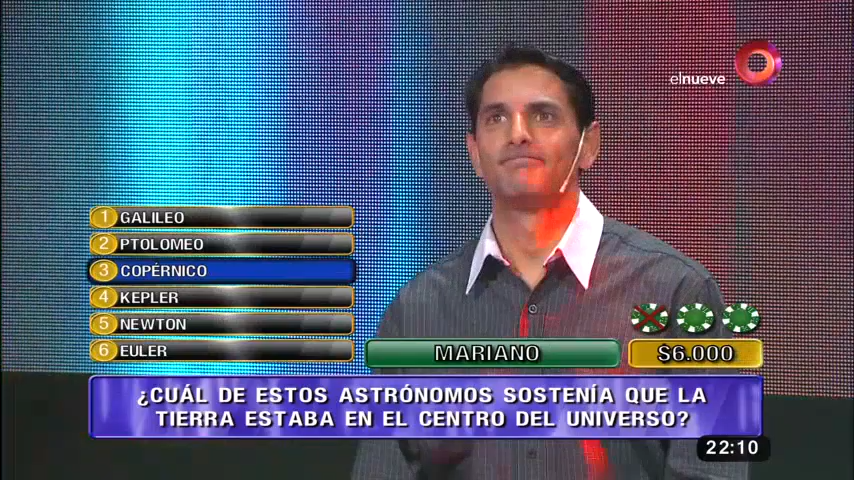 elnueve
1 GALILEO
2 PTOLOMEO
3 COPÉRNICO
4 KEPLER
5 NEWTON
6 EULER
MARIANO
$6.000
¿CUÁL DE ESTOS ASTRÓNOMOS SOSTENÍA QUE LA
TIERRA ESTABA EN EL CENTRO DEL UNIVERSO?
22:10